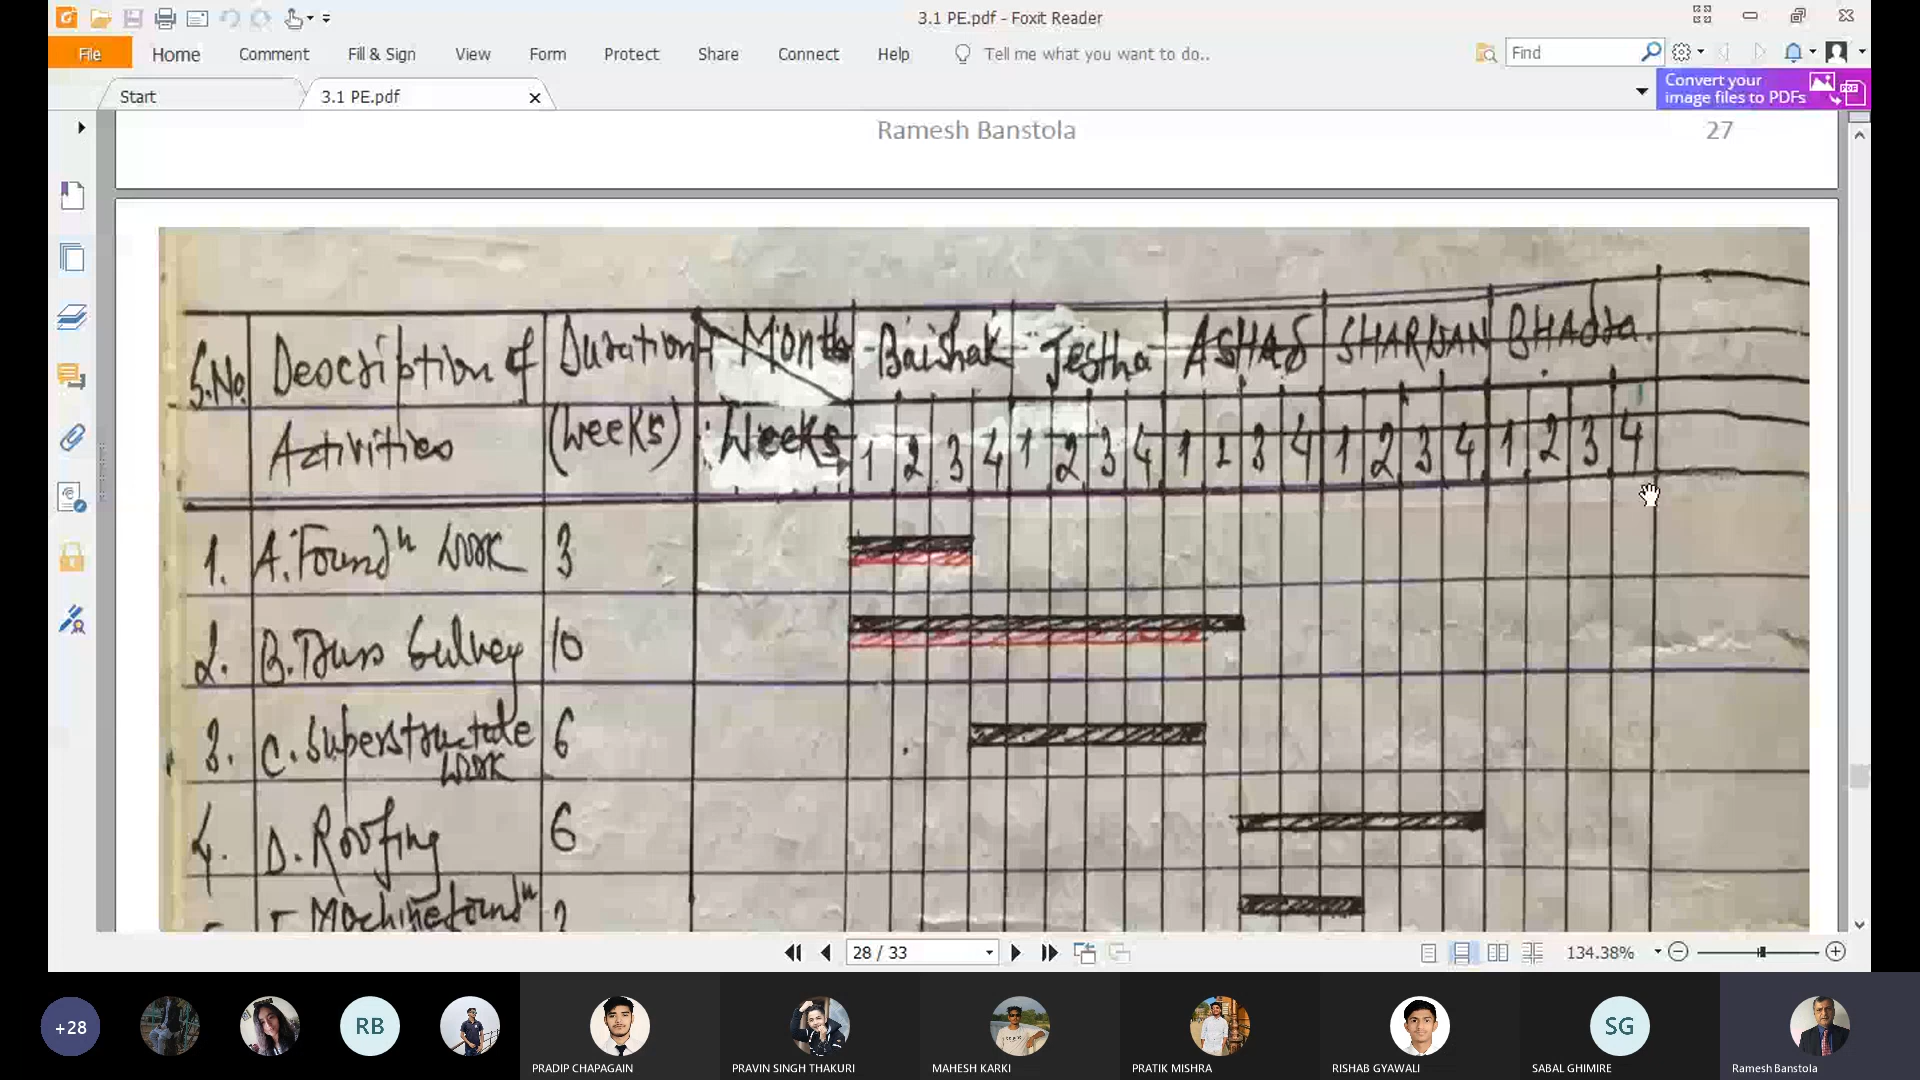 3.1 PE.pdf - Foxit Reader
File Home Comment Fill & Sign View Form Protect Share Connect Help Tell me what you want to do.. Find
Start 3.1 PE.pdf
Convert your
image files to PDFs
Ramesh Banstola 27
S.No. Description of Duration Month Baishak Jestha ASHAD SHARWAN BHADRA
Activities (weeks) Weeks 1 2 3 4 1 2 3 4 1 2 3 4 1 2 3 4 1 2 3 4
1. A. Foundn work 3
2. B. Truss 10
3. C. Superstructure 6
work
4. D. Roofing 6
Machine foundn
28 / 33 134.38%
+28 RB SG
PRADIP CHAPAGAIN PRAVIN SINGH THAKURI MAHESH KARKI PRATIK MISHRA RISHAB GYAWALI SABAL GHIMIRE Ramesh Banstola